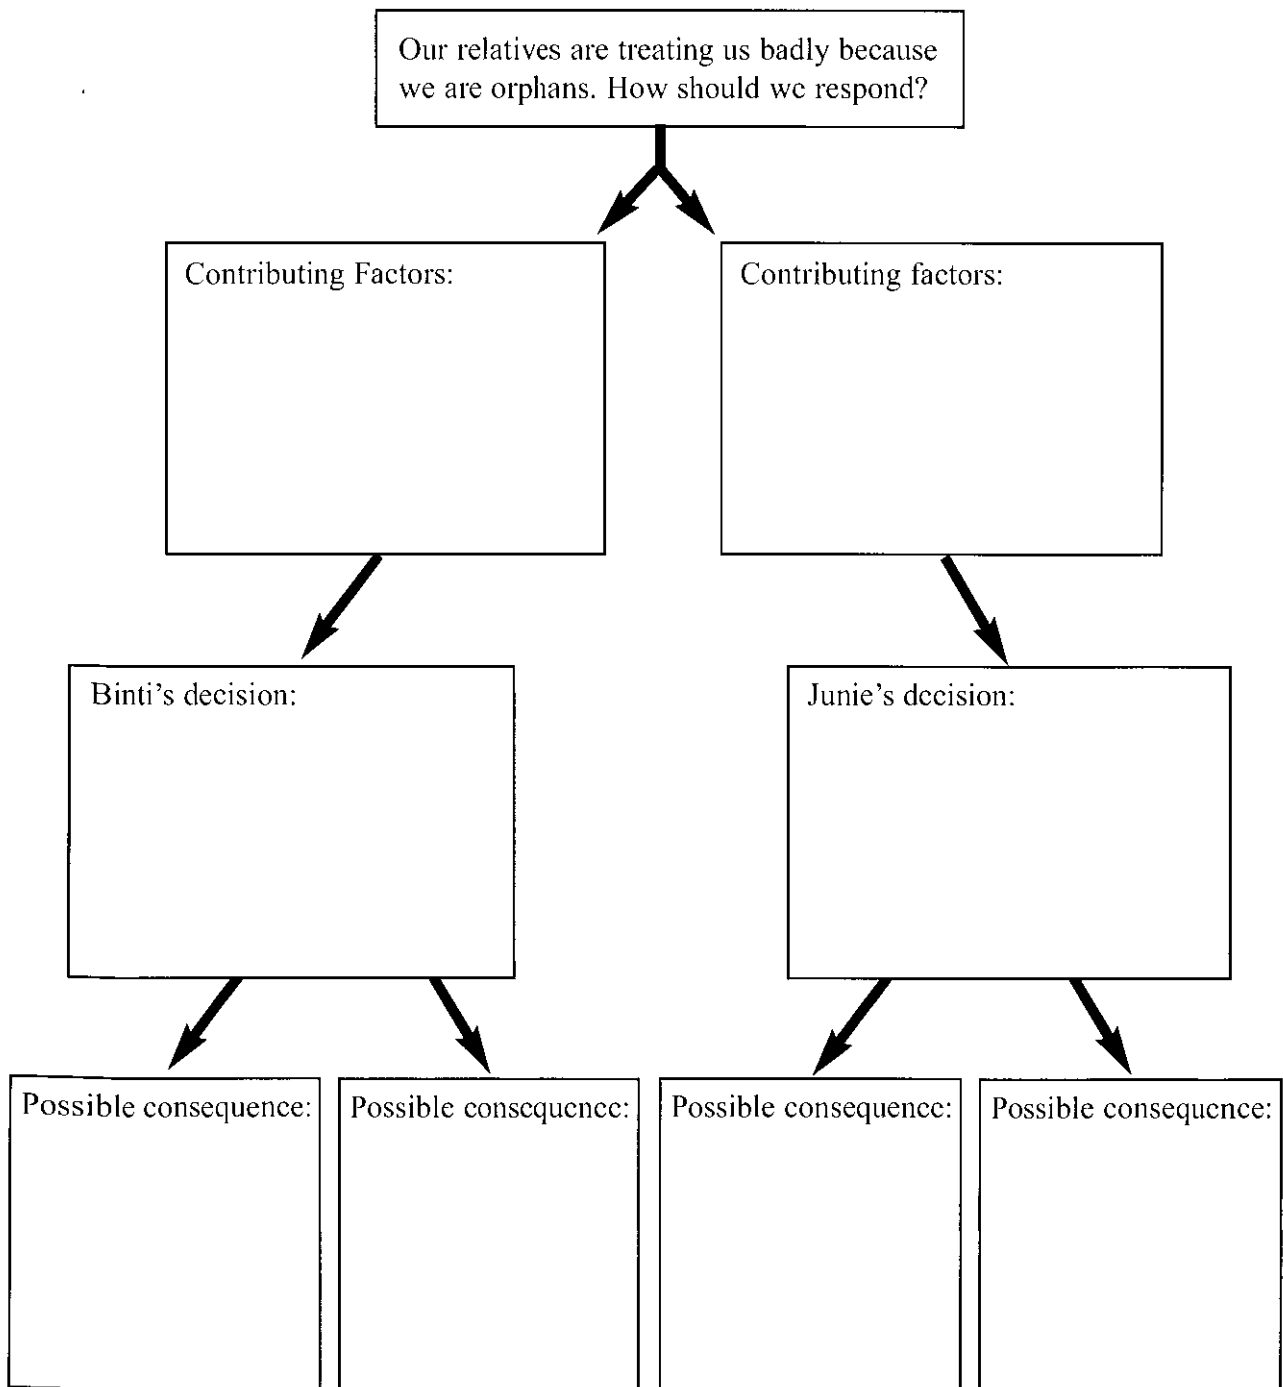 Our relatives are treating us badly because
we are orphans. How should we respond?
Contributing Factors:
Contributing factors:
Binti's decision:
Junie's decision:
Possible consequence:
Possible consequence:
Possible consequence:
Possible consequence: